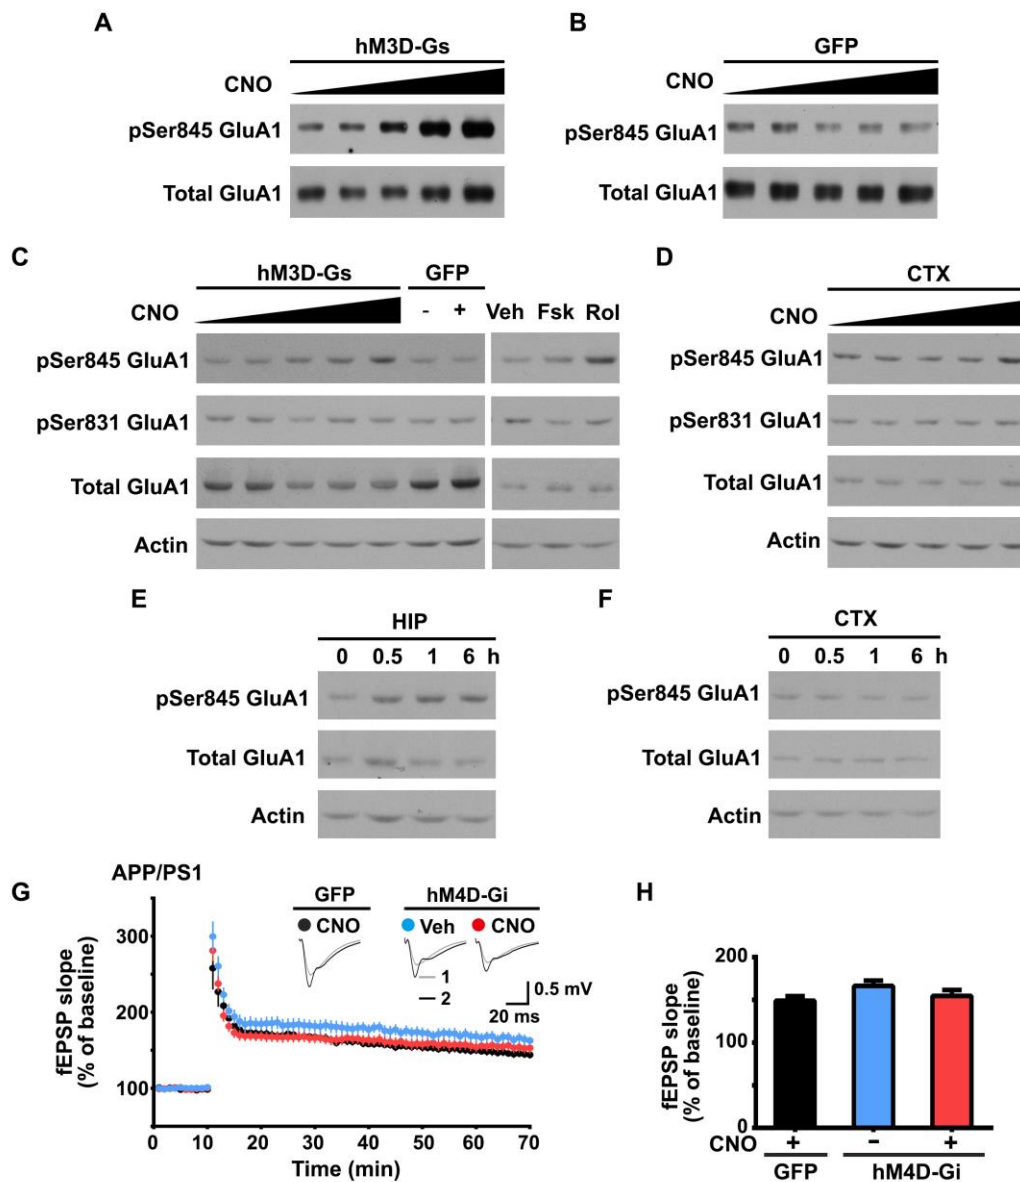 A
hM3D-Gs
CNO
pSer845 GluA1
Total GluA1
B
GFP
CNO
pSer845 GluA1
Total GluA1
C
hM3D-Gs GFP
CNO - + Veh Fsk Rol
pSer845 GluA1
pSer831 GluA1
Total GluA1
Actin
D
CTX
CNO
pSer845 GluA1
pSer831 GluA1
Total GluA1
Actin
E
HIP
0 0.5 1 6 h
pSer845 GluA1
Total GluA1
Actin
F
CTX
0 0.5 1 6 h
pSer845 GluA1
Total GluA1
Actin
G
APP/PS1
GFP hM4D-Gi
CNO Veh CNO
1
2
0.5 mV
20 ms
fEPSP slope
(% of baseline)
300
200
100
0 10 20 30 40 50 60 70
Time (min)
H
fEPSP slope
(% of baseline)
200
100
0
CNO + - +
GFP hM4D-Gi